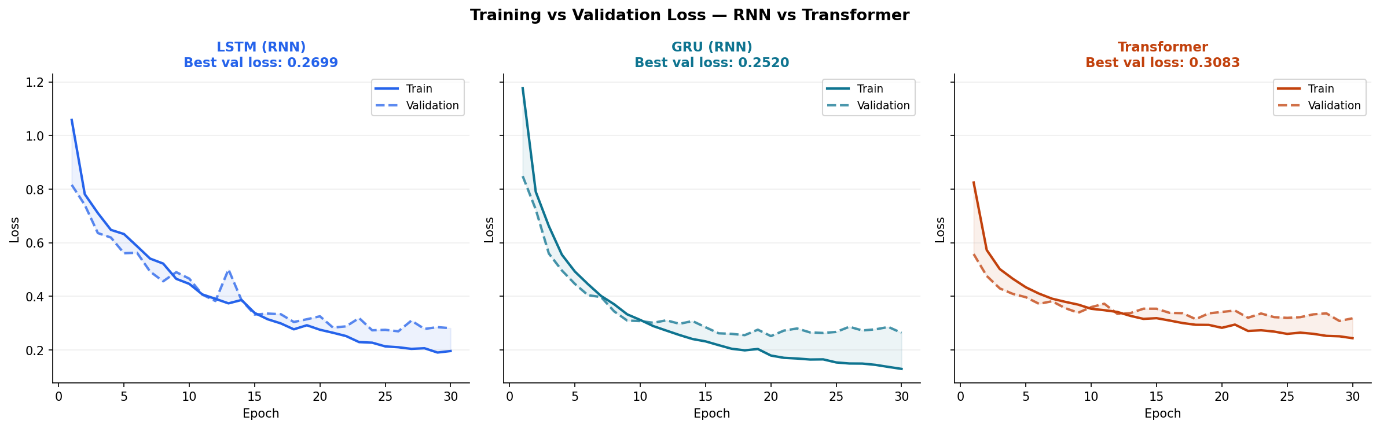 Training vs Validation Loss — RNN vs Transformer
LSTM (RNN)
Best val loss: 0.2699
Train
Validation
Loss
1.2
1.0
0.8
0.6
0.4
0.2
0 5 10 15 20 25 30
Epoch
GRU (RNN)
Best val loss: 0.2520
Train
Validation
Loss
0 5 10 15 20 25 30
Epoch
Transformer
Best val loss: 0.3083
Train
Validation
Loss
0 5 10 15 20 25 30
Epoch